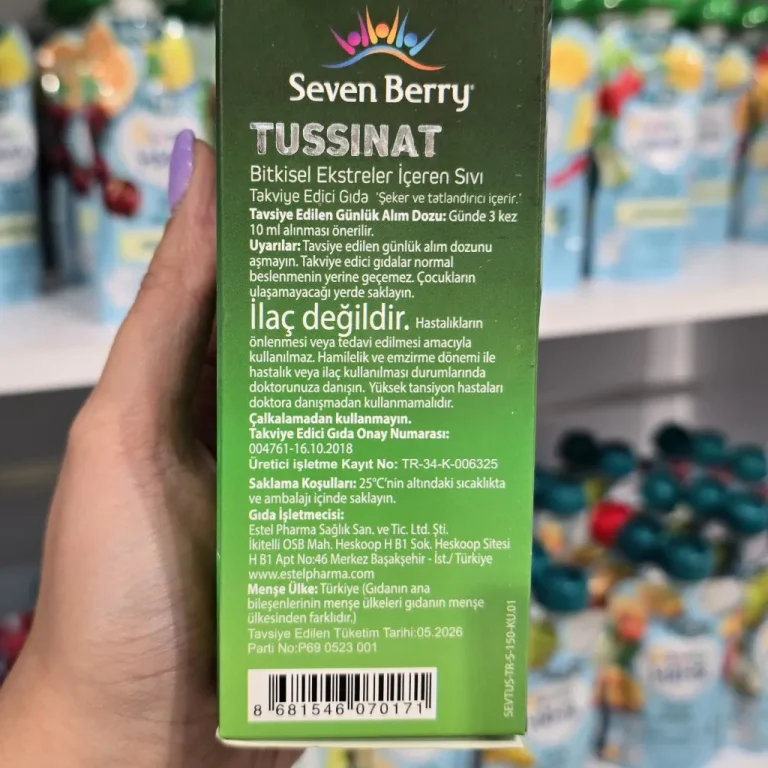 Seven Berry
TUSSINAT
Bitkisel Ekstreler İçeren Sıvı
Takviye Edici Gıda 'Şeker ve tatlandırıcı içerir.'
Tavsiye Edilen Günlük Alım Dozu: Günde 3 kez
10 ml alınması önerilir.
Uyarılar: Tavsiye edilen günlük alım dozunu
aşmayın. Takviye edici gıdalar normal
beslenmenin yerine geçemez. Çocukların
ulaşamayacağı yerde saklayın.
İlaç değildir. Hastalıkların
önlenmesi veya tedavi edilmesi amacıyla
kullanılmaz. Hamilelik ve emzirme dönemi ile
hastalık veya ilaç kullanılması durumlarında
doktorunuza danışın. Yüksek tansiyon hastaları
doktora danışmadan kullanmamalıdır.
Çalkalamadan kullanmayın.
Takviye Edici Gıda Onay Numarası:
004761-16.10.2018
Üretici işletme Kayıt No: TR-34-K-006325
Saklama Koşulları: 25°C'nin altındaki sıcaklıkta
ve ambalajı içinde saklayın.
Gıda İşletmecisi:
Estel Pharma Sağlık San. ve Tic. Ltd. Şti.
İkitelli OSB Mah. Heskoop H B1 Sok. Heskoop Sitesi
H B1 Apt No:46 Merkez Başakşehir - İst./ Türkiye
www.estelpharma.com
Menşe Ülke: Türkiye (Gıdanın ana
bileşenlerinin menşe ülkeleri gıdanın menşe
ülkesinden farklıdır.)
Tavsiye Edilen Tüketim Tarihi:05.2026
Parti No:P69 0523 001
8 681546 070171
SEVTUS-TR-S-150-KU.01